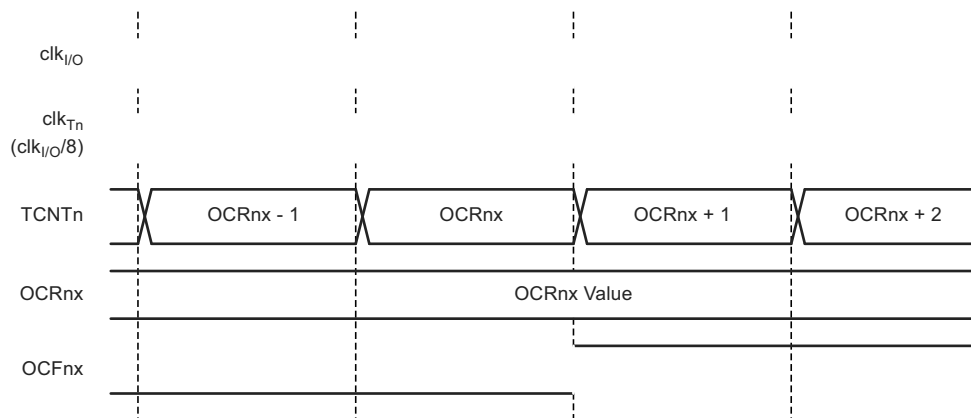 clkI/O
clkTn
(clkI/O/8)
TCNTn
OCRnx - 1
OCRnx
OCRnx + 1
OCRnx + 2
OCRnx
OCRnx Value
OCFnx